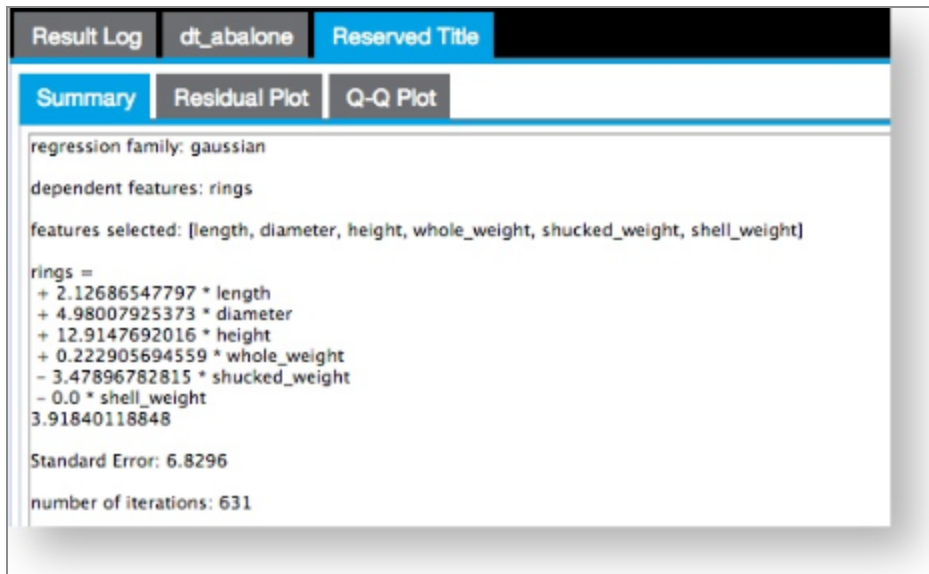 Result Log dt_abalone Reserved Title
Summary Residual Plot Q-Q Plot
regression family: gaussian
dependent features: rings
features selected: [length, diameter, height, whole_weight, shucked_weight, shell_weight]
rings =
+ 2.12686547797 * length
+ 4.98007925373 * diameter
+ 12.9147692016 * height
+ 0.222905694559 * whole_weight
- 3.47896782815 * shucked_weight
- 0.0 * shell_weight
3.91840118848
Standard Error: 6.8296
number of iterations: 631